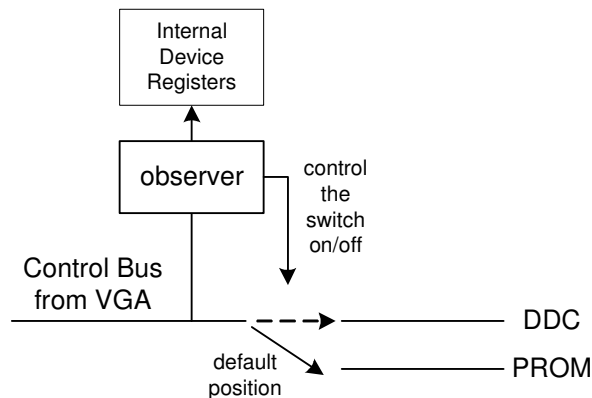 Internal
Device
Registers
observer
control
the
switch
on/off
Control Bus
from VGA
DDC
default
position
PROM